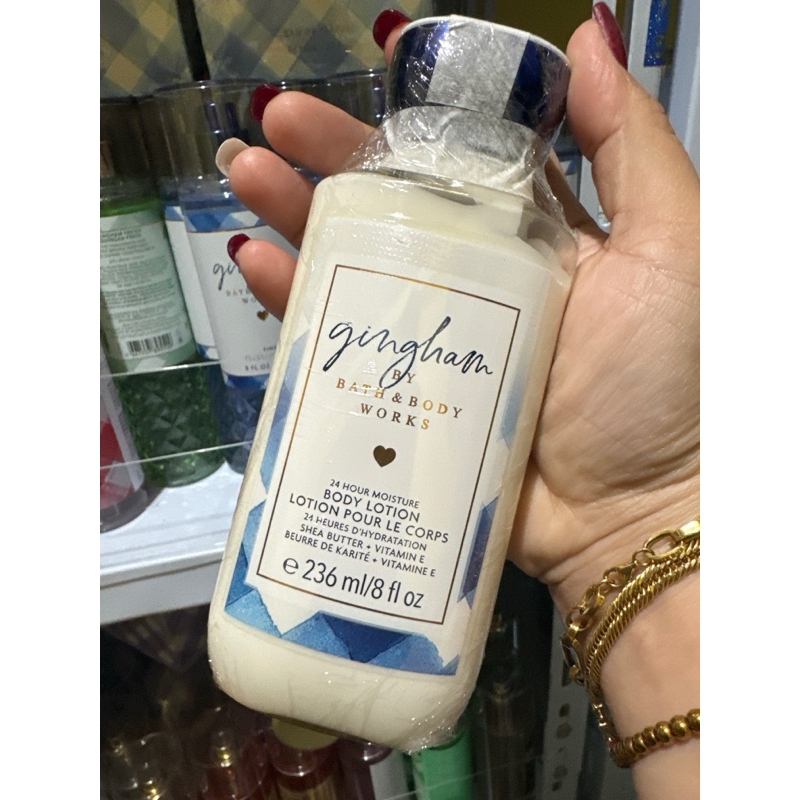 gingham
BY
BATH & BODY
WORKS
24 HOUR MOISTURE
BODY LOTION
LOTION POUR LE CORPS
24 HEURES D'HYDRATATION
SHEA BUTTER + VITAMIN E
BEURRE DE KARITÉ + VITAMINE E
℮ 236 ml/8 fl oz